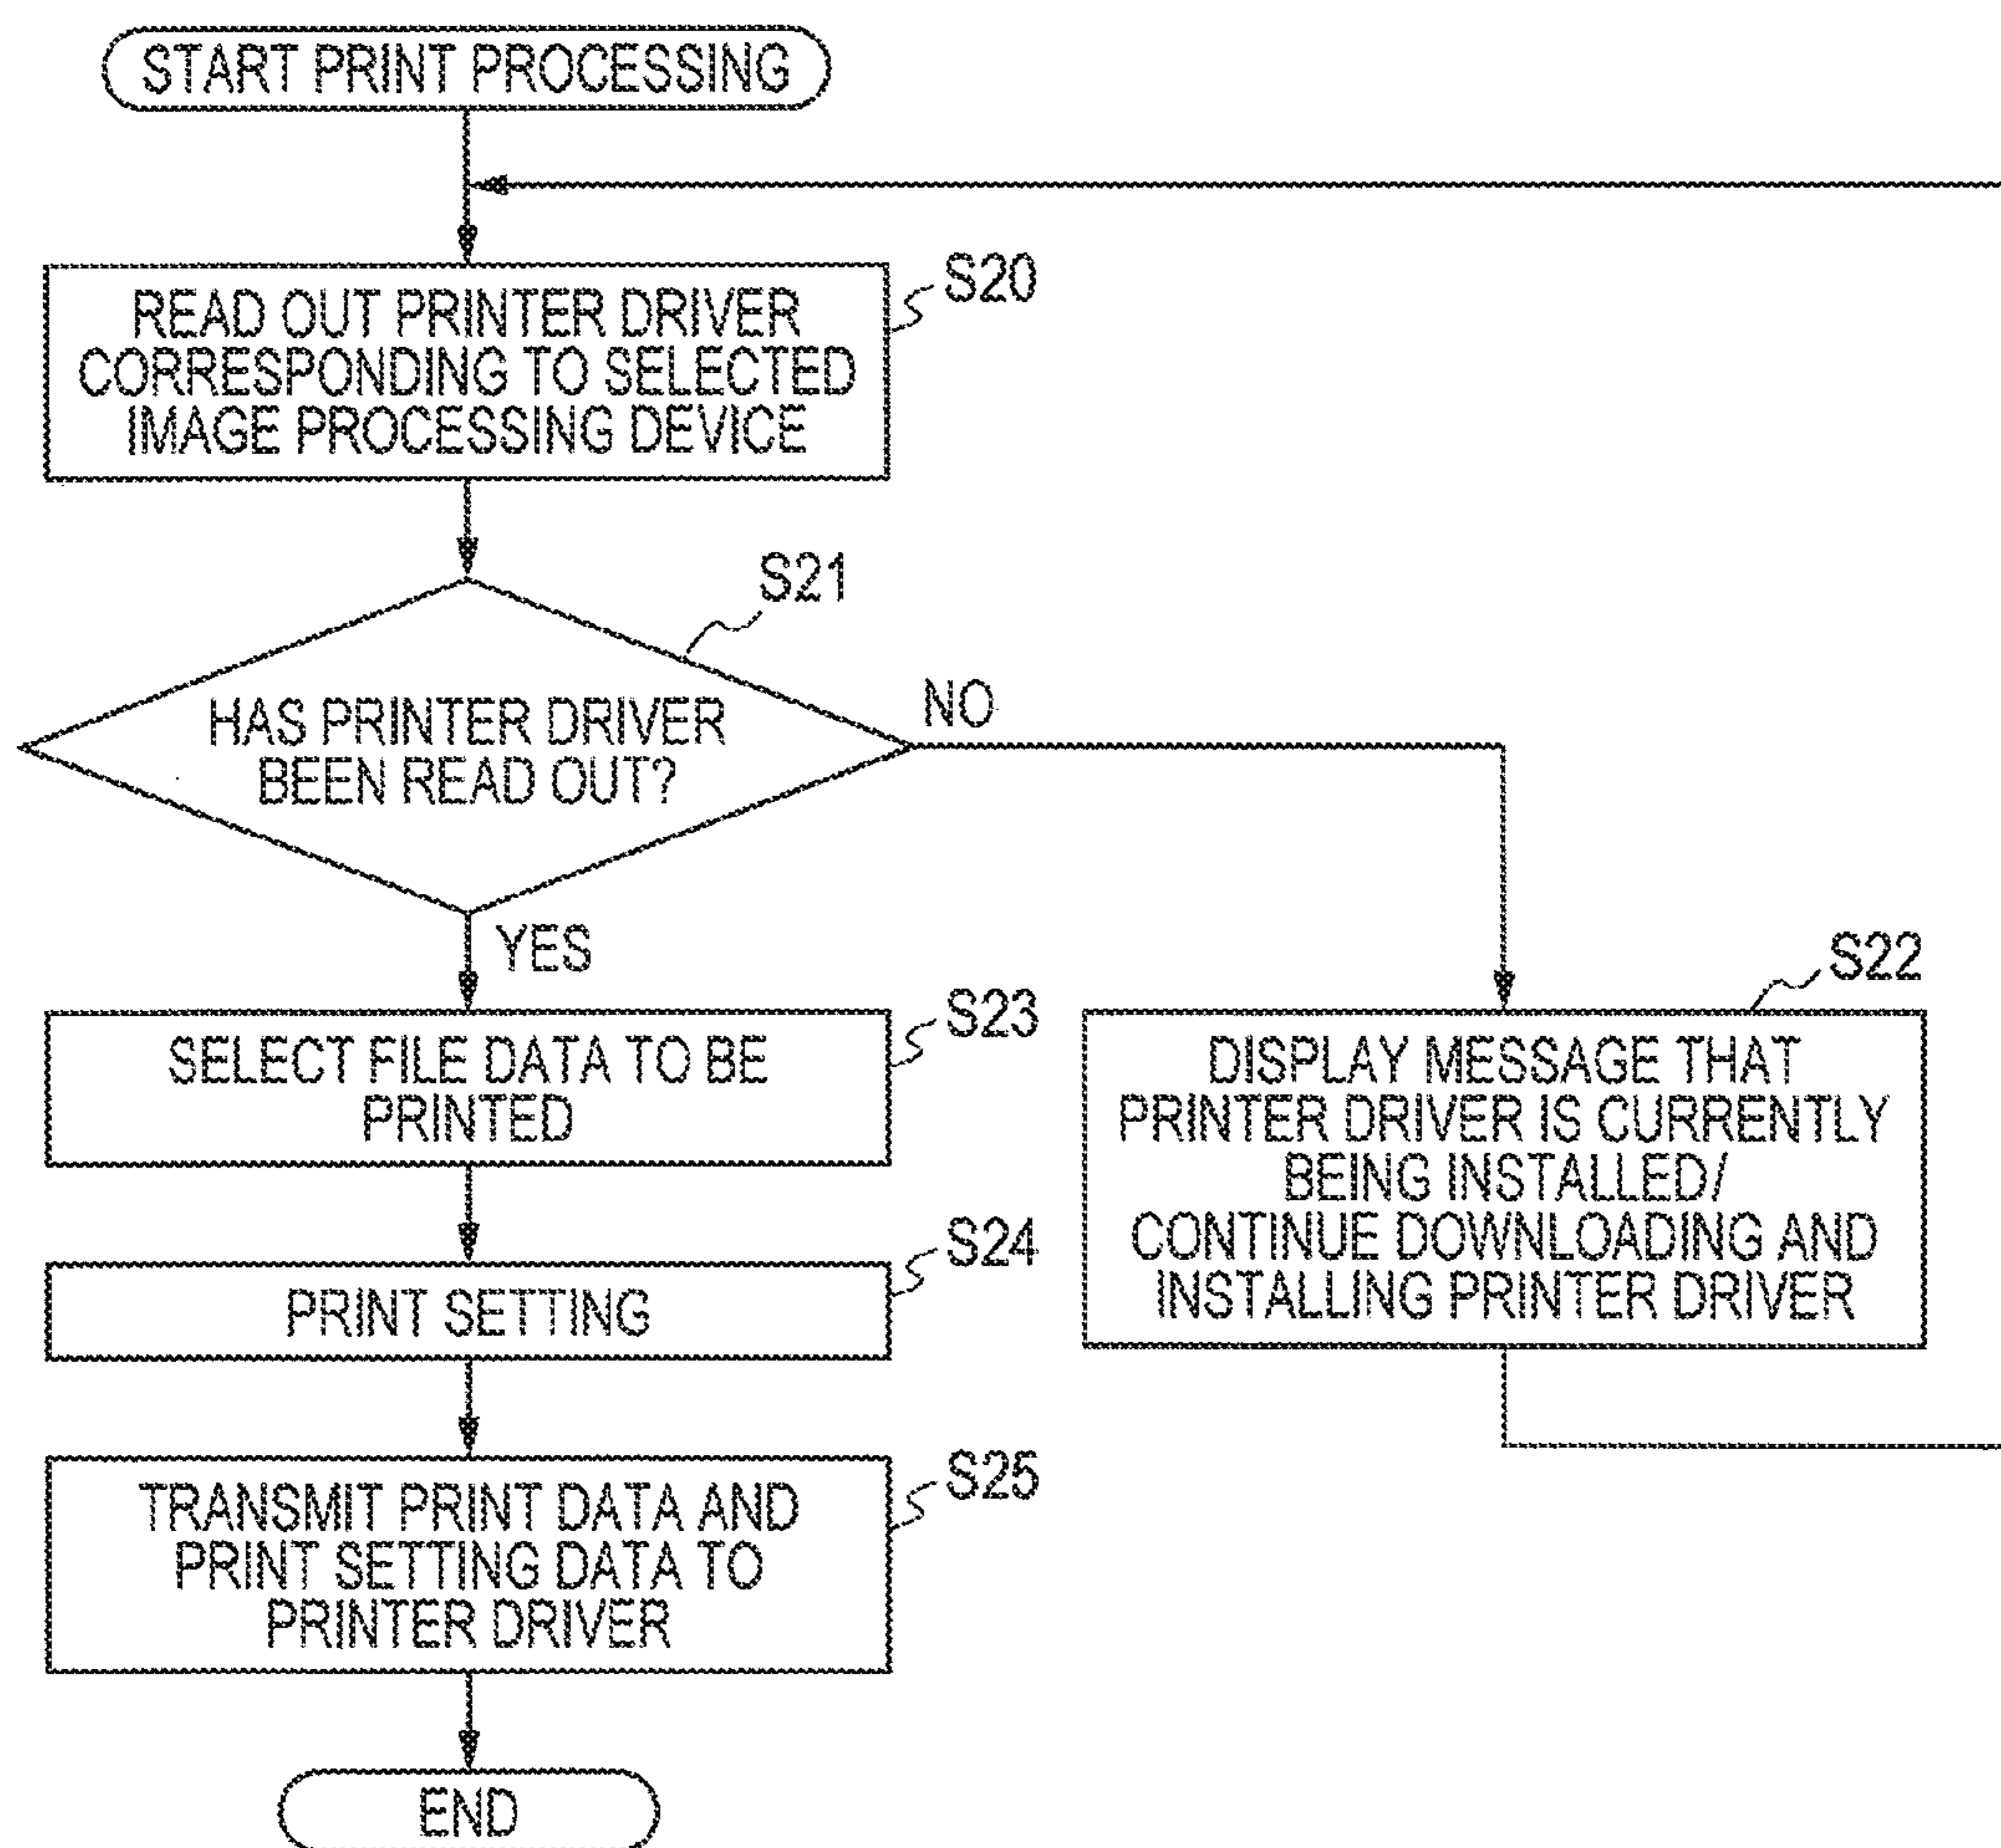 START PRINT PROCESSING
S20
READ OUT PRINTER DRIVER
CORRESPONDING TO SELECTED
IMAGE PROCESSING DEVICE
S21
HAS PRINTER DRIVER
BEEN READ OUT?
NO
YES
S22
DISPLAY MESSAGE THAT
PRINTER DRIVER IS CURRENTLY
BEING INSTALLED/
CONTINUE DOWNLOADING AND
INSTALLING PRINTER DRIVER
S23
SELECT FILE DATA TO BE
PRINTED
S24
PRINT SETTING
S25
TRANSMIT PRINT DATA AND
PRINT SETTING DATA TO
PRINTER DRIVER
END